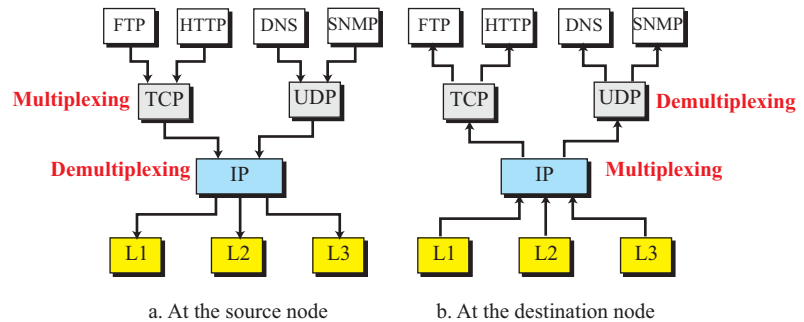 FTP HTTP DNS SNMP FTP HTTP DNS SNMP
Multiplexing TCP UDP TCP UDP Demultiplexing
Demultiplexing IP IP Multiplexing
L1 L2 L3 L1 L2 L3
a. At the source node b. At the destination node